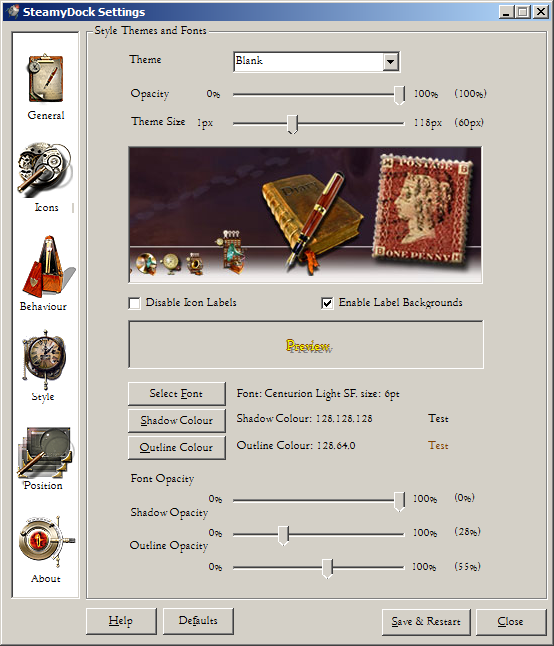 SteamyDock Settings
General
Icons
Behaviour
Style
Position
About
Style Themes and Fonts
Theme
Blank
Opacity 0% 100% (100%)
Theme Size 1px 118px (60px)
DIARY
POSTAGE
ONE PENNY
Disable Icon Labels
Enable Label Backgrounds
Preview
Select Font
Font: Centurion Light SF, size: 6pt
Shadow Colour
Shadow Colour: 128,128,128
Test
Outline Colour
Outline Colour: 128,64,0
Test
Font Opacity
0% 100% (0%)
Shadow Opacity
0% 100% (28%)
Outline Opacity
0% 100% (55%)
Help
Defaults
Save & Restart
Close